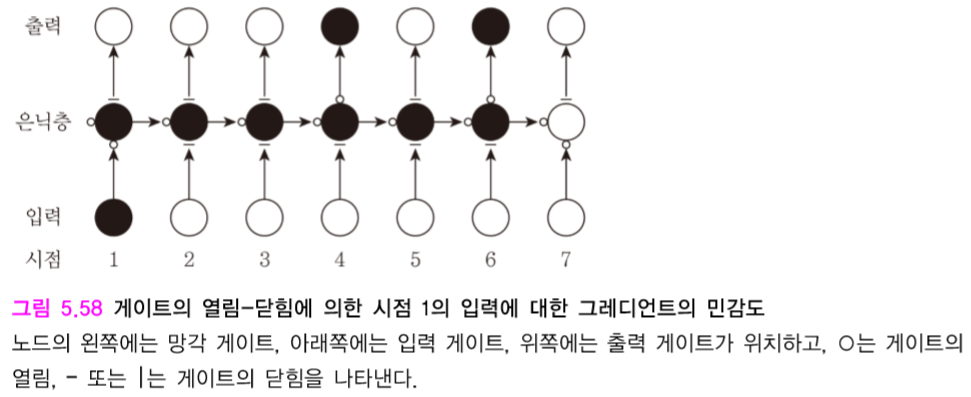 출력
은닉층
입력
시점 1 2 3 4 5 6 7
그림 5.58 게이트의 열림-닫힘에 의한 시점 1의 입력에 대한 그레디언트의 민감도
노드의 왼쪽에는 망각 게이트, 아래쪽에는 입력 게이트, 위쪽에는 출력 게이트가 위치하고, ○는 게이트의
열림, - 또는 |는 게이트의 닫힘을 나타낸다.